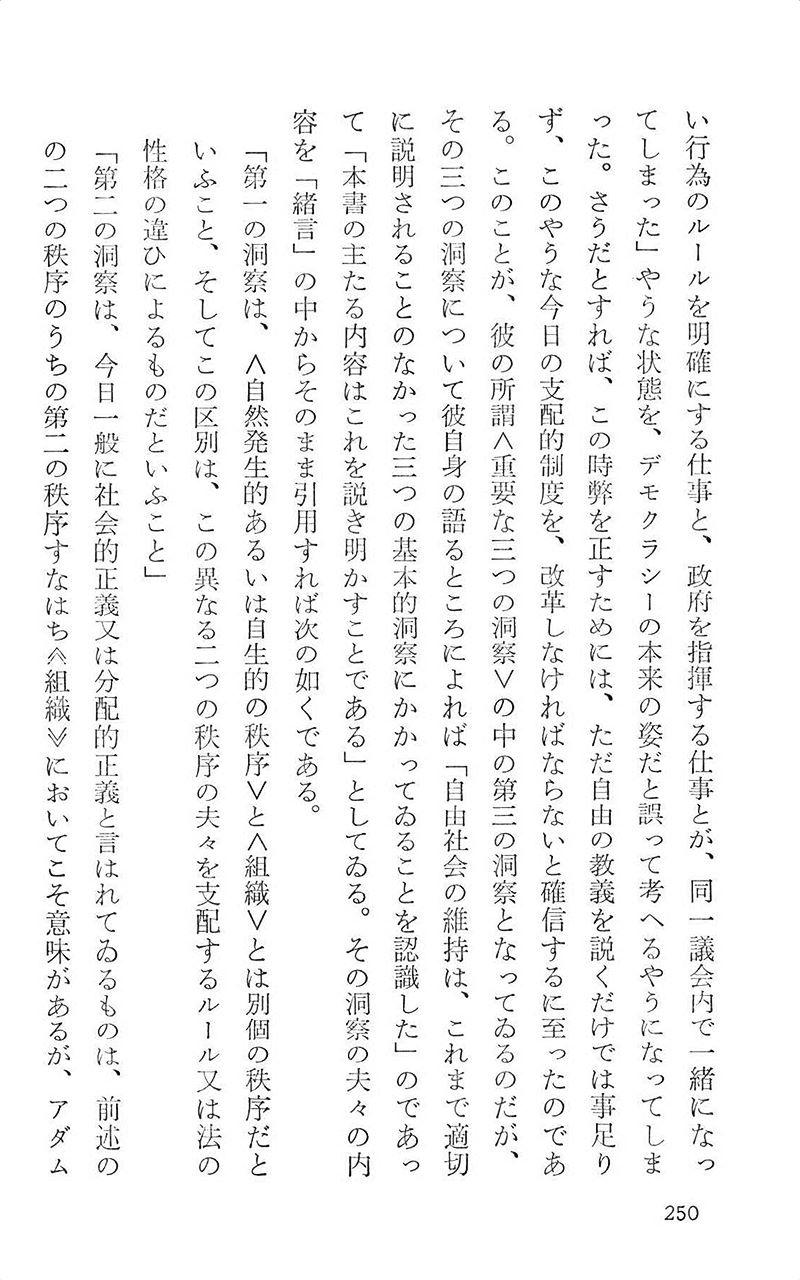 い行為のルールを明確にする仕事と、政府を指揮する仕事とが、同一議会内で一緒になっ
てしまった」やうな状態を、デモクラシーの本来の姿だと誤って考へるやうになってしま
った。さうだとすれば、この時弊を正すためには、ただ自由の教義を説くだけでは事足り
ず、このやうな今日の支配的制度を、改革しなければならないと確信するに至ったのであ
る。このことが、彼の所謂＜重要な三つの洞察＞の中の第三の洞察となってゐるのだが、
その三つの洞察について彼自身の語るところによれば「自由社会の維持は、これまで適切
に説明されることのなかった三つの基本的洞察にかかってゐることを認識した」のであっ
て「本書の主たる内容はこれを説き明かすことである」としてゐる。その洞察の夫々の内
容を「緒言」の中からそのまま引用すれば次の如くである。
「第一の洞察は、＜自然発生的あるいは自生的の秩序＞と＜組織＞とは別個の秩序だと
いふこと、そしてこの区別は、この異なる二つの秩序の夫々を支配するルール又は法の
性格の違ひによるものだといふこと」
「第二の洞察は、今日一般に社会的正義又は分配的正義と言はれてゐるものは、前述の
の二つの秩序のうちの第二の秩序すなはち≪組織≫においてこそ意味があるが、アダム
250